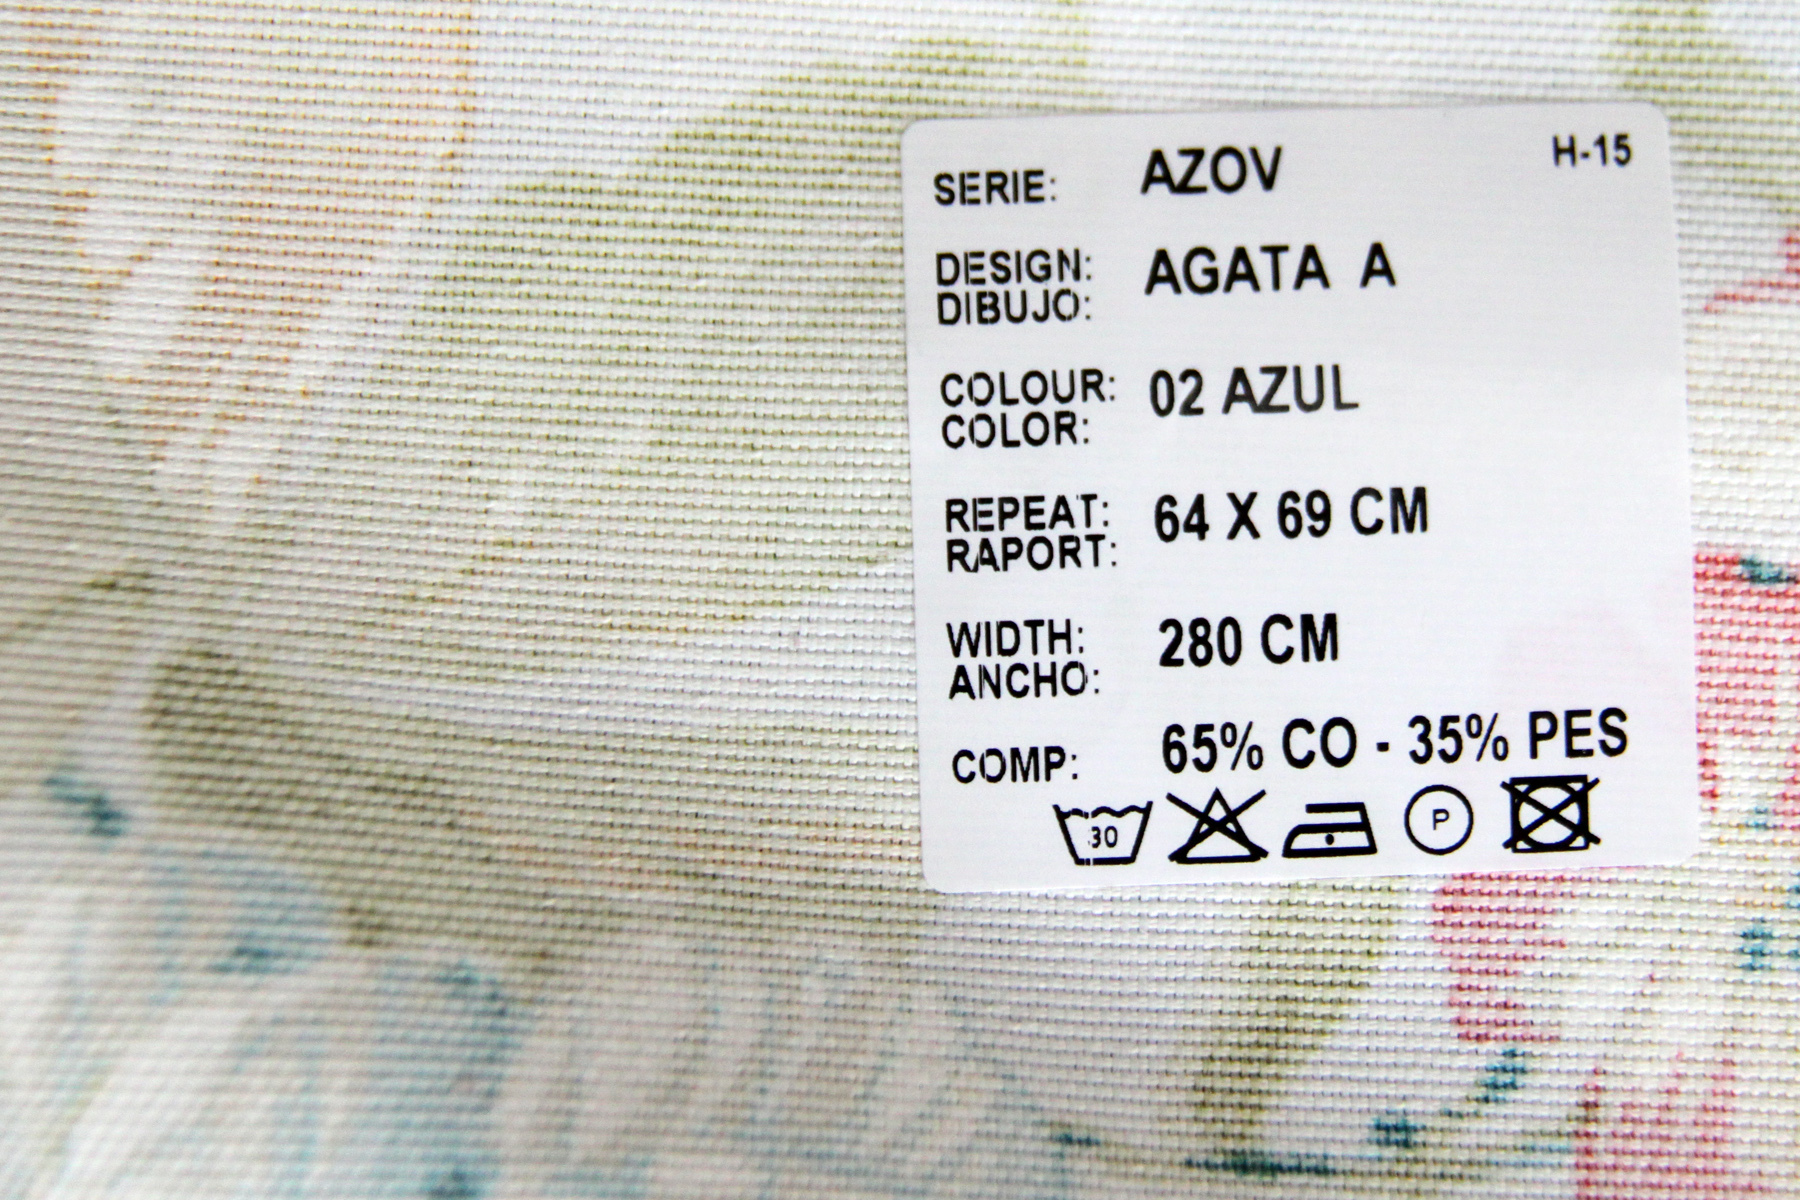 SERIE: AZOV H-15
DESIGN: AGATA A
DIBUJO:
COLOUR: 02 AZUL
COLOR:
REPEAT: 64 X 69 CM
RAPORT:
WIDTH: 280 CM
ANCHO:
COMP: 65% CO - 35% PES
30 P